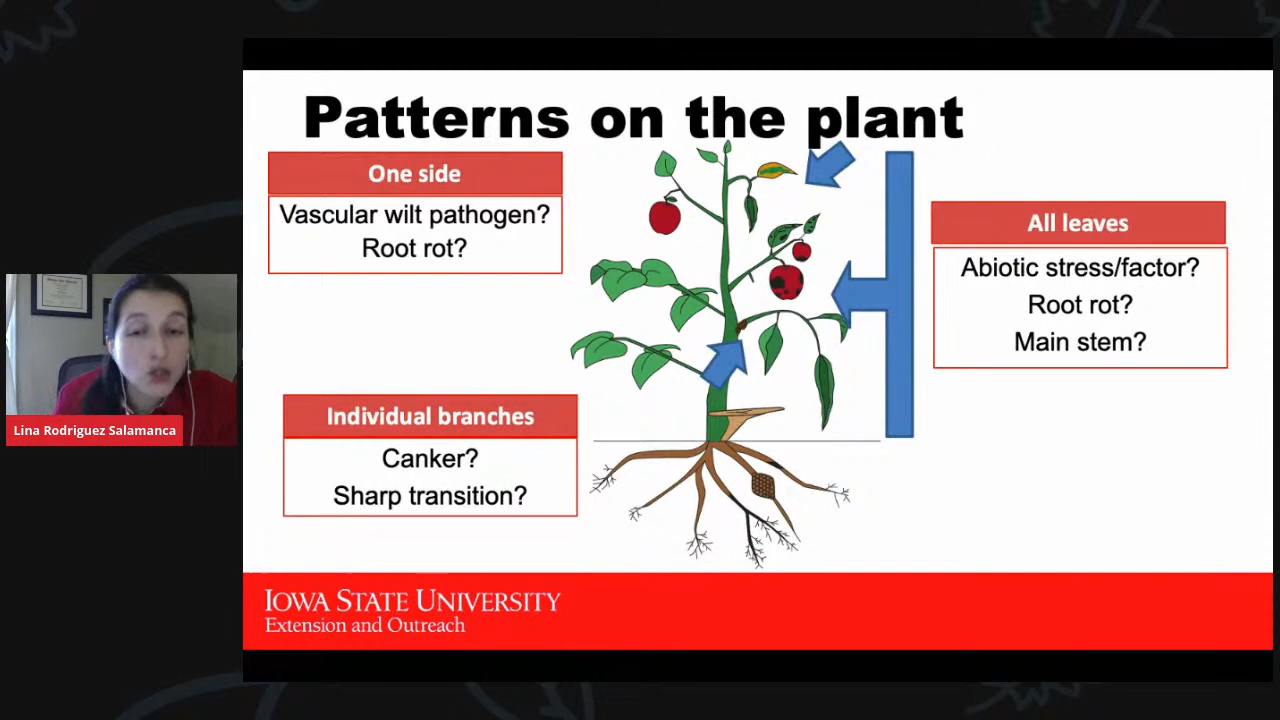 Patterns on the plant
One side
Vascular wilt pathogen?
Root rot?
All leaves
Abiotic stress/factor?
Root rot?
Main stem?
Individual branches
Canker?
Sharp transition?
Lina Rodriguez Salamanca
IOWA STATE UNIVERSITY
Extension and Outreach